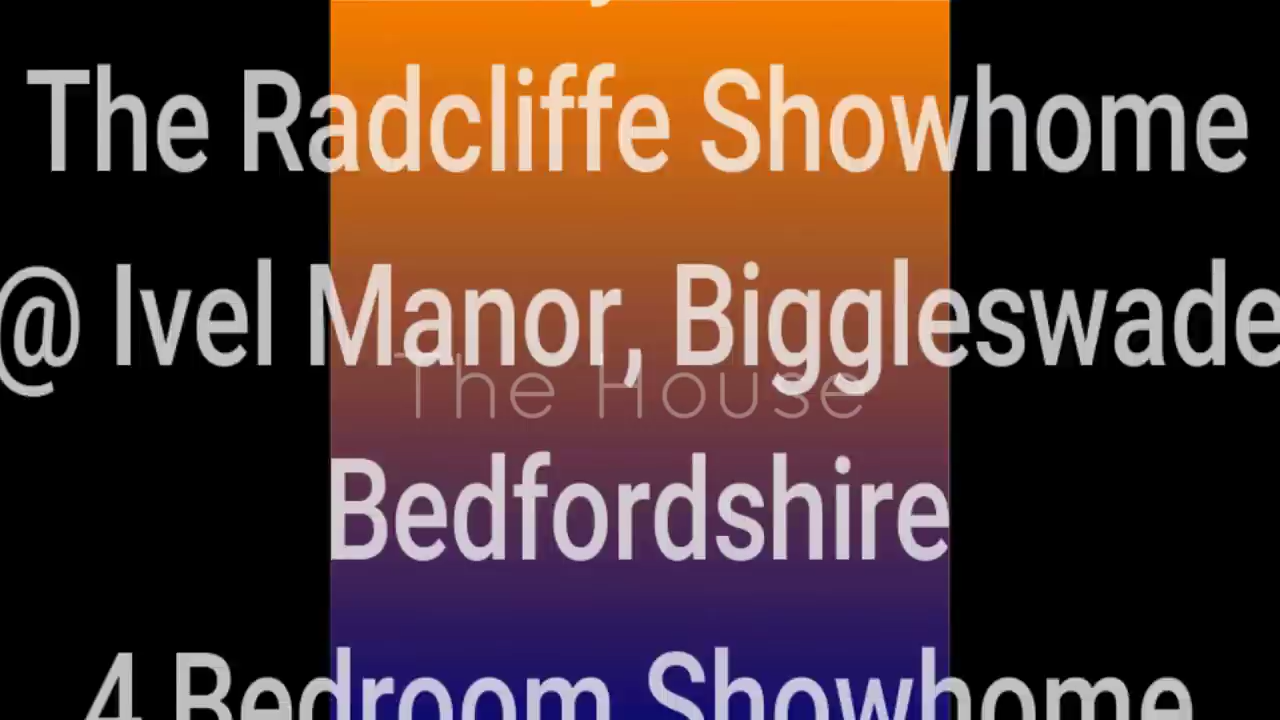 The Radcliffe Showhome
@ Ivel Manor, Biggleswade
The House
Bedfordshire
4 Bedroom Showhome